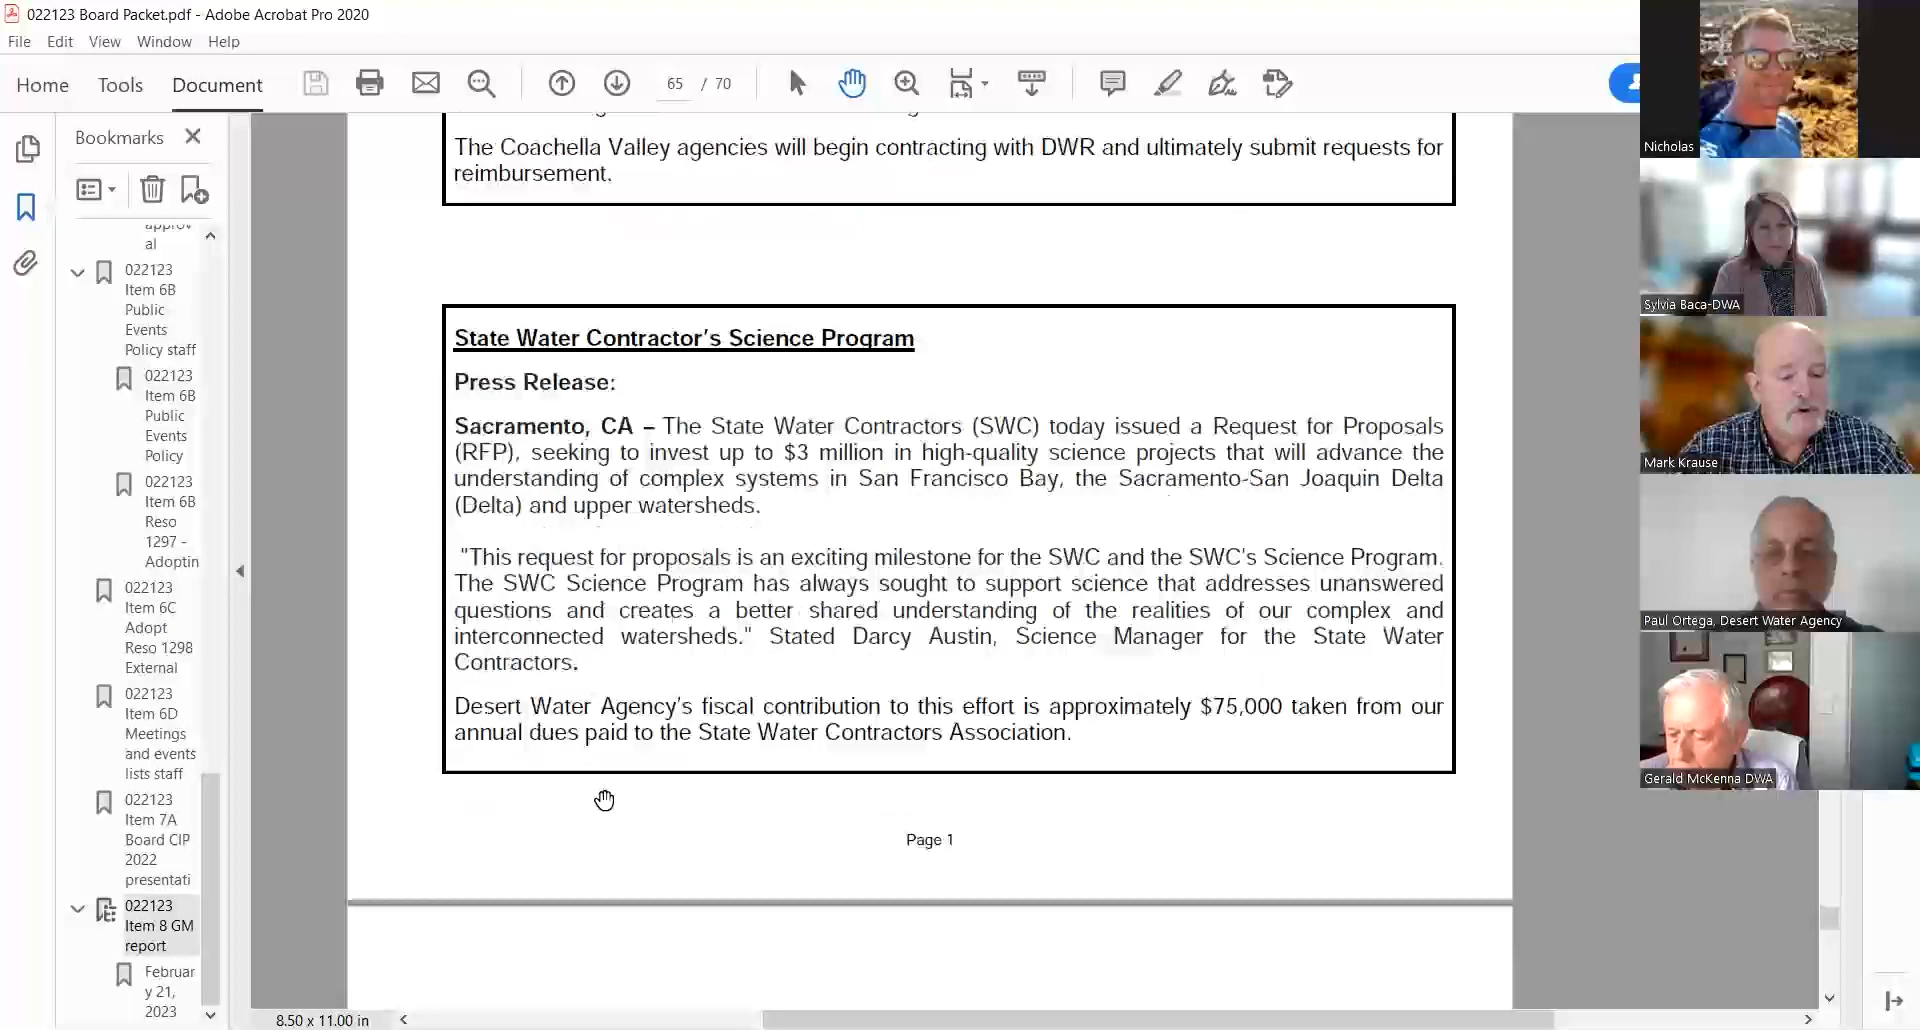 022123 Board Packet.pdf - Adobe Acrobat Pro 2020
File Edit View Window Help
Home Tools Document
65 / 70
Bookmarks
al
022123
Item 6B
Public
Events
Policy staff
022123
Item 6B
Public
Events
Policy
022123
Item 6B
Reso
1297 -
Adoptin
022123
Item 6C
Adopt
Reso 1298
External
022123
Item 6D
Meetings
and events
lists staff
022123
Item 7A
Board CIP
2022
presentati
022123
Item 8 GM
report
Februar
y 21,
2023
8.50 x 11.00 in
The Coachella Valley agencies will begin contracting with DWR and ultimately submit requests for
reimbursement.
State Water Contractor's Science Program
Press Release:
Sacramento, CA – The State Water Contractors (SWC) today issued a Request for Proposals
(RFP), seeking to invest up to $3 million in high-quality science projects that will advance the
understanding of complex systems in San Francisco Bay, the Sacramento-San Joaquin Delta
(Delta) and upper watersheds.
"This request for proposals is an exciting milestone for the SWC and the SWC's Science Program.
The SWC Science Program has always sought to support science that addresses unanswered
questions and creates a better shared understanding of the realities of our complex and
interconnected watersheds." Stated Darcy Austin, Science Manager for the State Water
Contractors.
Desert Water Agency's fiscal contribution to this effort is approximately $75,000 taken from our
annual dues paid to the State Water Contractors Association.
Page 1
Nicholas
Sylvia Baca-DWA
Mark Krause
Paul Ortega, Desert Water Agency
Gerald McKenna DWA